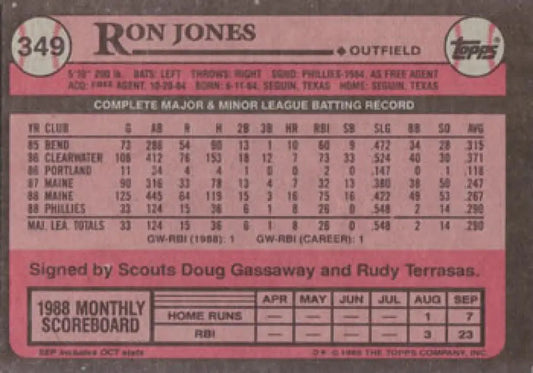 349
RON JONES
OUTFIELD
topps
5'10" 200 lb. BATS: LEFT THROWS: RIGHT SGND: PHILLIES-1984, AS FREE AGENT
ACQ: FREE AGENT, 10-20-84 BORN: 6-11-64, SEGUIN, TEXAS HOME: SEGUIN, TEXAS
COMPLETE MAJOR & MINOR LEAGUE BATTING RECORD
YR CLUB G AB R H 2B 3B HR RBI SB SLG BB SO AVG
85 BEND 73 286 54 90 13 1 10 60 9 .472 34 28 .315
86 CLEARWATER 108 412 76 153 18 12 7 73 33 .524 40 30 .371
86 PORTLAND 11 34 4 4 1 0 0 2 0 .147 0 1 .118
87 MAINE 90 316 33 78 13 4 7 32 13 .380 38 50 .247
88 MAINE 125 445 64 119 15 3 16 75 16 .422 49 53 .267
88 PHILLIES 33 124 15 36 6 1 8 26 0 .548 2 14 .290
MAJ. LEA. TOTALS 33 124 15 36 6 1 8 26 0 .548 2 14 .290
GW-RBI (1988): 1 GW-RBI (CAREER): 1
Signed by Scouts Doug Gassaway and Rudy Terrasas.
1988 MONTHLY SCOREBOARD
APR MAY JUN JUL AUG SEP
HOME RUNS — — — — 1 7
RBI — — — — 3 23
SEP includes OCT stats
© 1989 THE TOPPS COMPANY, INC.